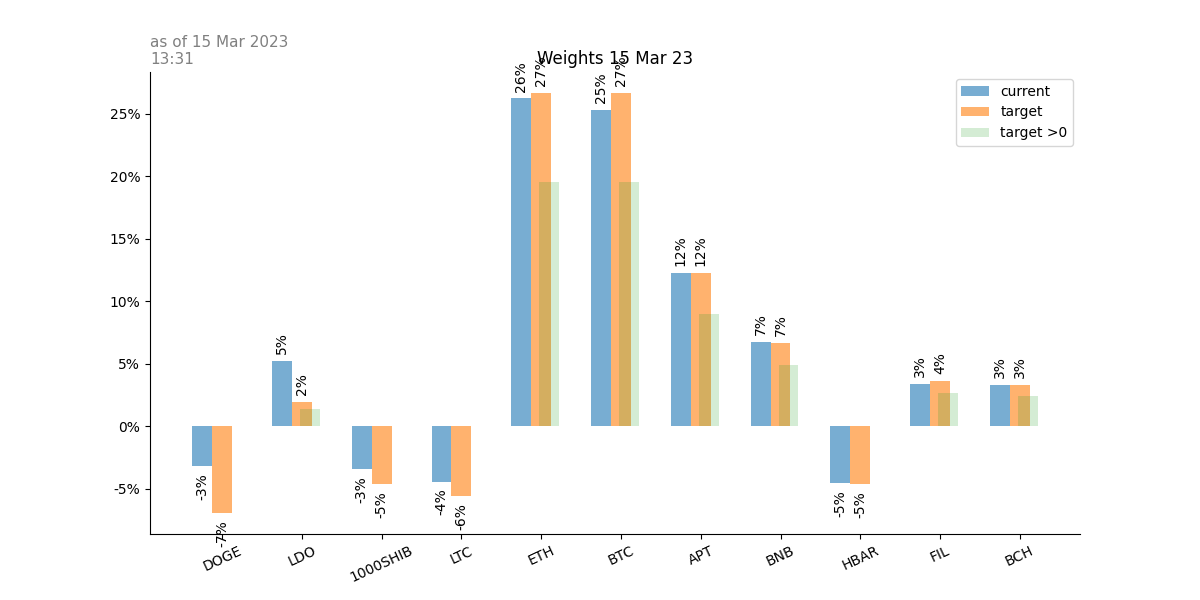 as of 15 Mar 2023
13:31
Weights 15 Mar 23
current
target
target >0
25%
20%
15%
10%
5%
0%
-5%
-3%
-7%
5%
2%
-3%
-5%
-4%
-6%
26%
27%
25%
27%
12%
12%
7%
7%
-5%
-5%
3%
4%
3%
3%
DOGE
LDO
1000SHIB
LTC
ETH
BTC
APT
BNB
HBAR
FIL
BCH